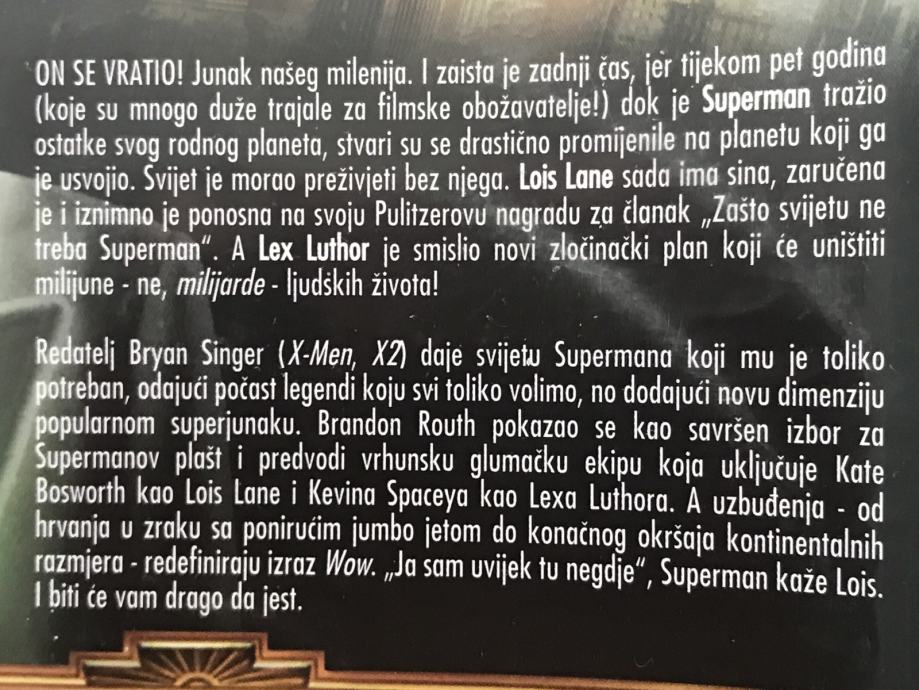 ON SE VRATIO! Junak našeg milenija. I zaista je zadnji čas, jer tijekom pet godina
(koje su mnogo duže trajale za filmske obožavatelje!) dok je Superman tražio
ostatke svog rodnog planeta, stvari su se drastično promijenile na planetu koji ga
je usvojio. Svijet je morao preživjeti bez njega. Lois Lane sada ima sina, zaručena
je i iznimno je ponosna na svoju Pulitzerovu nagradu za članak „Zašto svijetu ne
treba Superman“. A Lex Luthor je smislio novi zločinački plan koji će uništiti
milijune - ne, milijarde - ljudskih života!
Redatelj Bryan Singer (X-Men, X2) daje svijetu Supermana koji mu je toliko
potreban, odajući počast legendi koju svi toliko volimo, no dodajući novu dimenziju
popularnom superjunaku. Brandon Routh pokazao se kao savršen izbor za
Supermanov plašt i predvodi vrhunsku glumačku ekipu koja uključuje Kate
Bosworth kao Lois Lane i Kevina Spaceya kao Lexa Luthora. A uzbuđenja - od
hrvanja u zraku sa ponirućim jumbo jetom do konačnog okršaja kontinentalnih
razmjera - redefiniraju izraz Wow. „Ja sam uvijek tu negdje“, Superman kaže Lois.
I biti će vam drago da jest.